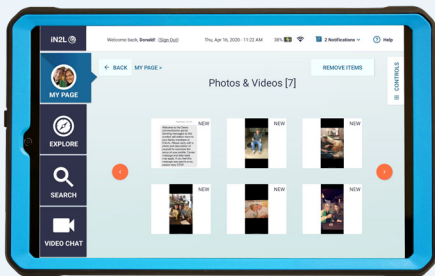 iN2L
Welcome back, Donald! (Sign Out)
Thu, Apr 16, 2020 - 11:22 AM
38%
2 Notifications
? Help
MY PAGE
← BACK
MY PAGE >
REMOVE ITEMS
CONTROLS
Photos & Videos [7]
EXPLORE
SEARCH
VIDEO CHAT
NEW
NEW
NEW
NEW
NEW
NEW